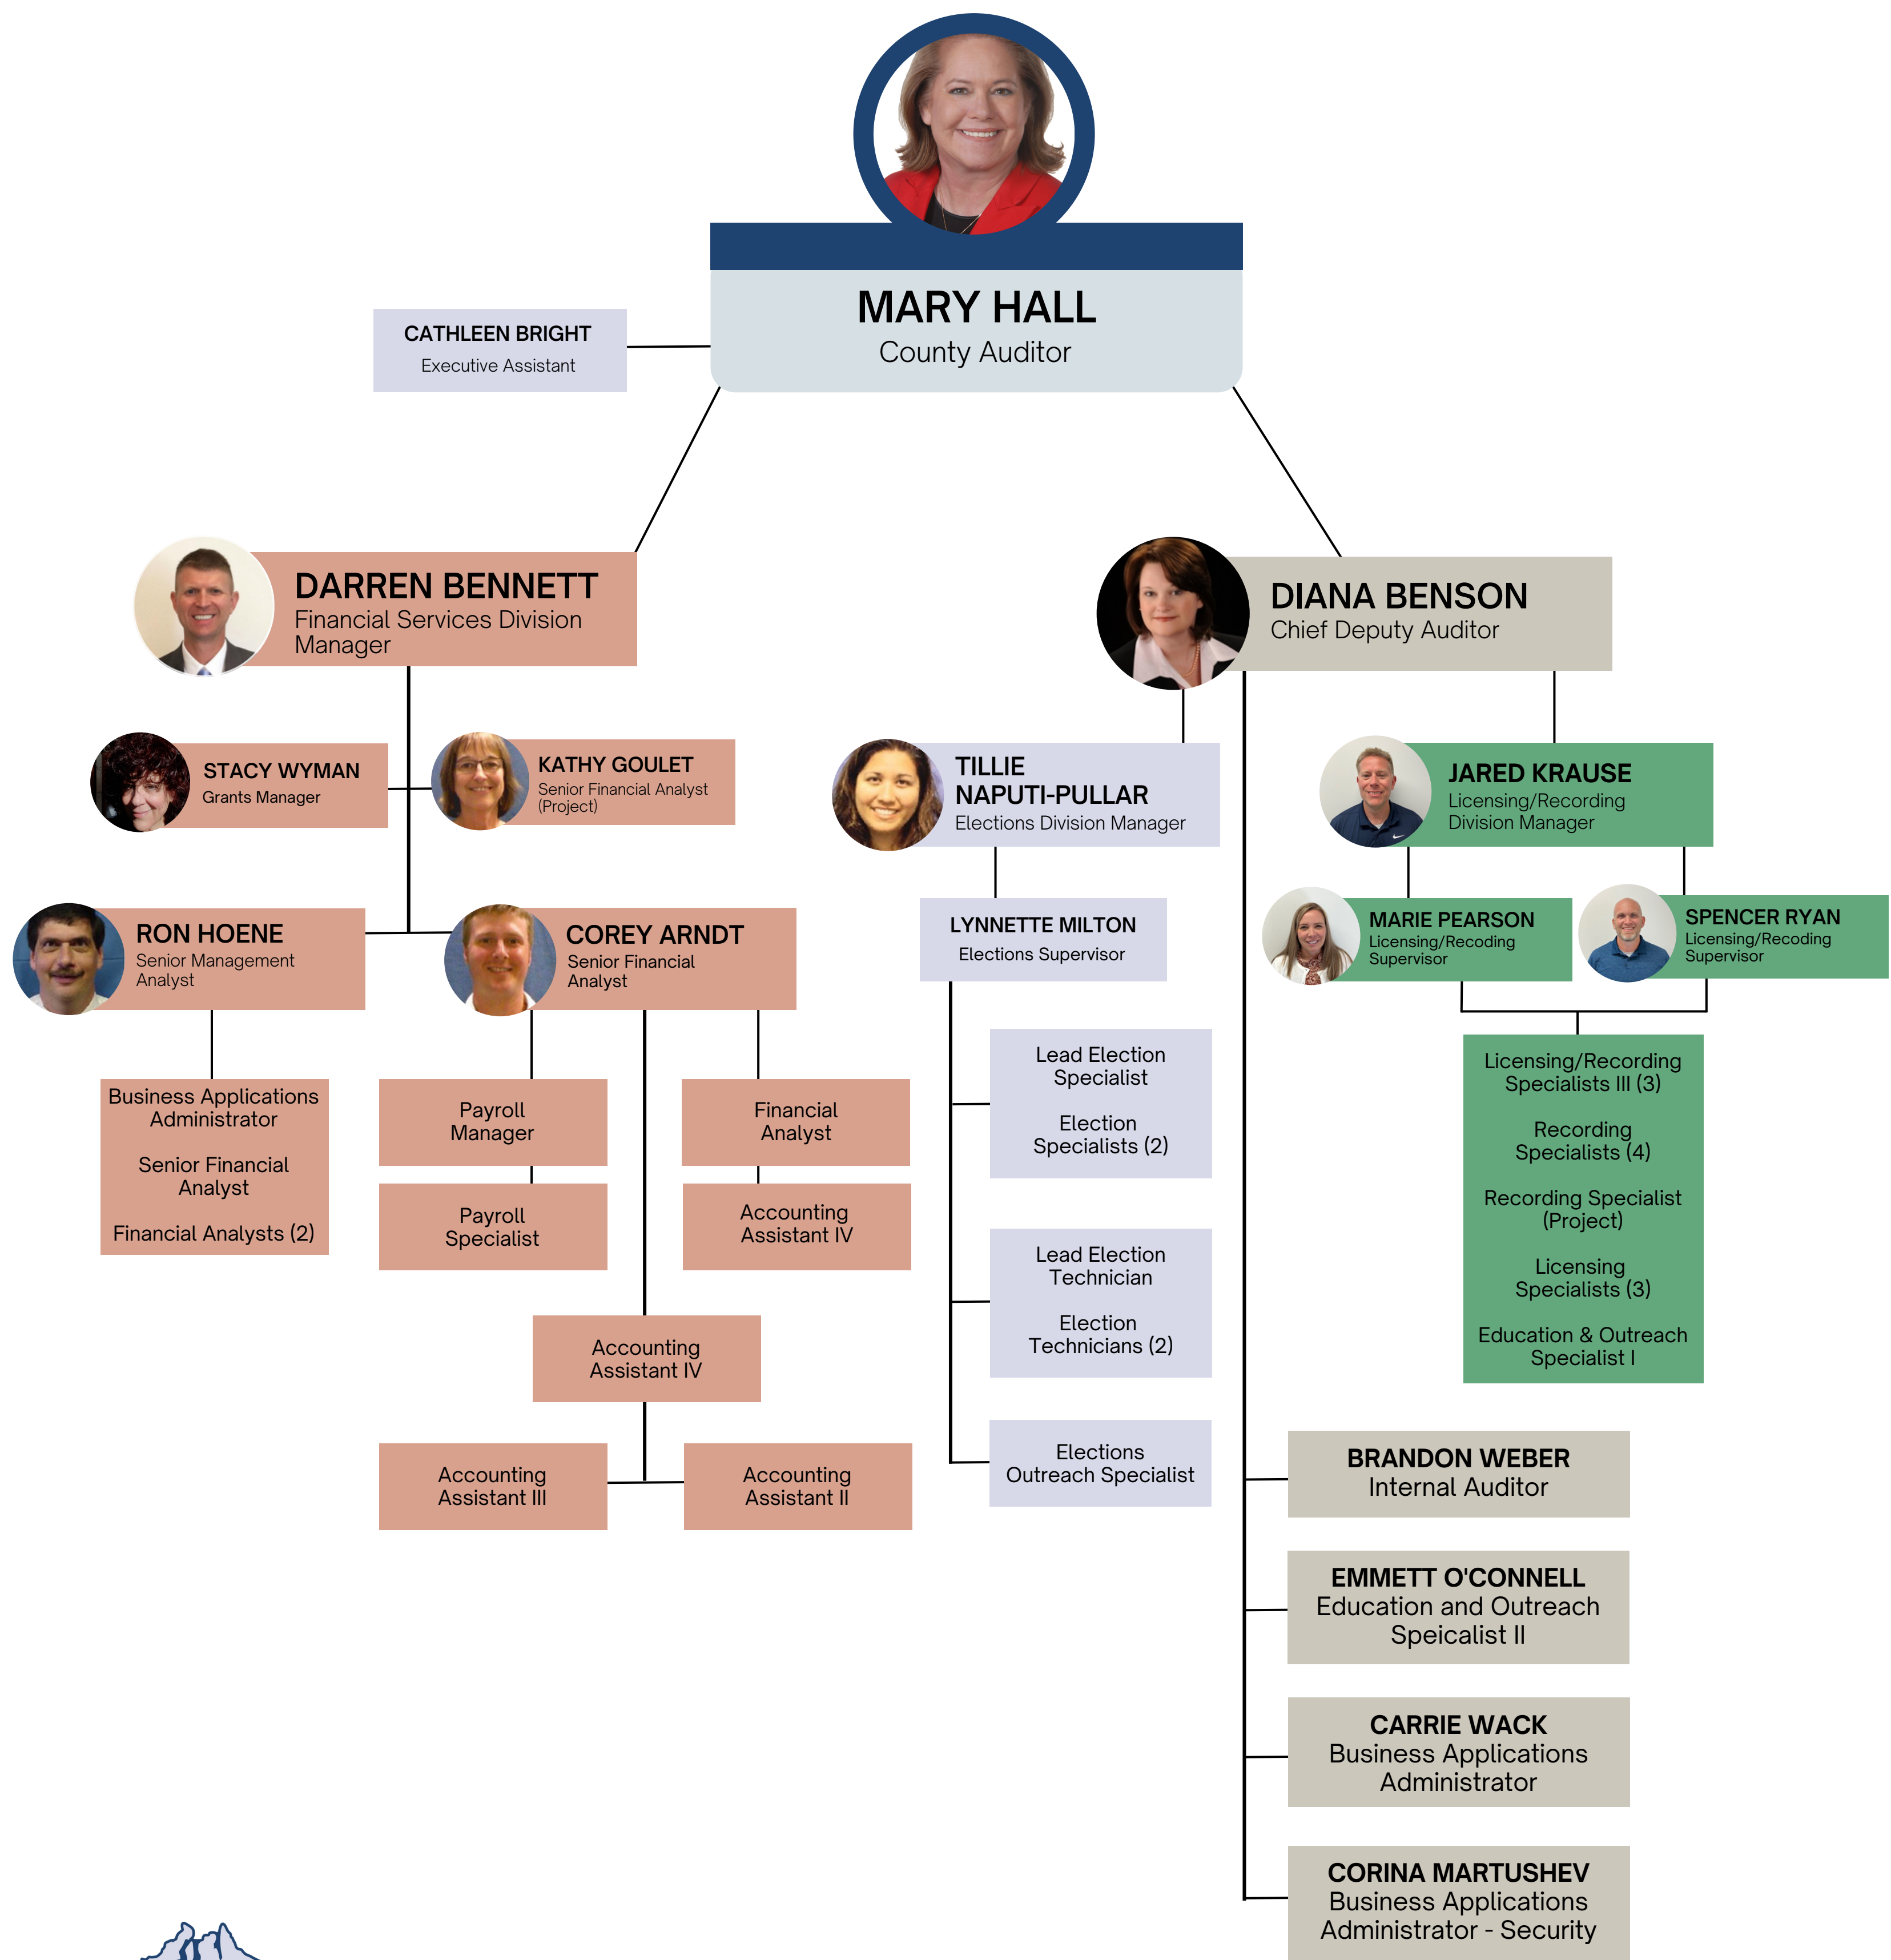 MARY HALL
County Auditor
CATHLEEN BRIGHT
Executive Assistant
DARREN BENNETT
Financial Services Division
Manager
DIANA BENSON
Chief Deputy Auditor
STACY WYMAN
Grants Manager
KATHY GOULET
Senior Financial Analyst
(Project)
TILLIE
NAPUTI-PULLAR
Elections Division Manager
JARED KRAUSE
Licensing/Recording
Division Manager
RON HOENE
Senior Management
Analyst
COREY ARNDT
Senior Financial
Analyst
LYNNETTE MILTON
Elections Supervisor
MARIE PEARSON
Licensing/Recoding
Supervisor
SPENCER RYAN
Licensing/Recoding
Supervisor
Business Applications
Administrator
Senior Financial
Analyst
Financial Analysts (2)
Payroll
Manager
Payroll
Specialist
Financial
Analyst
Accounting
Assistant IV
Accounting
Assistant IV
Accounting
Assistant III
Accounting
Assistant II
Lead Election
Specialist
Election
Specialists (2)
Lead Election
Technician
Election
Technicians (2)
Elections
Outreach Specialist
Licensing/Recording
Specialists III (3)
Recording
Specialists (4)
Recording Specialist
(Project)
Licensing
Specialists (3)
Education & Outreach
Specialist I
BRANDON WEBER
Internal Auditor
EMMETT O'CONNELL
Education and Outreach
Speicalist II
CARRIE WACK
Business Applications
Administrator
CORINA MARTUSHEV
Business Applications
Administrator - Security